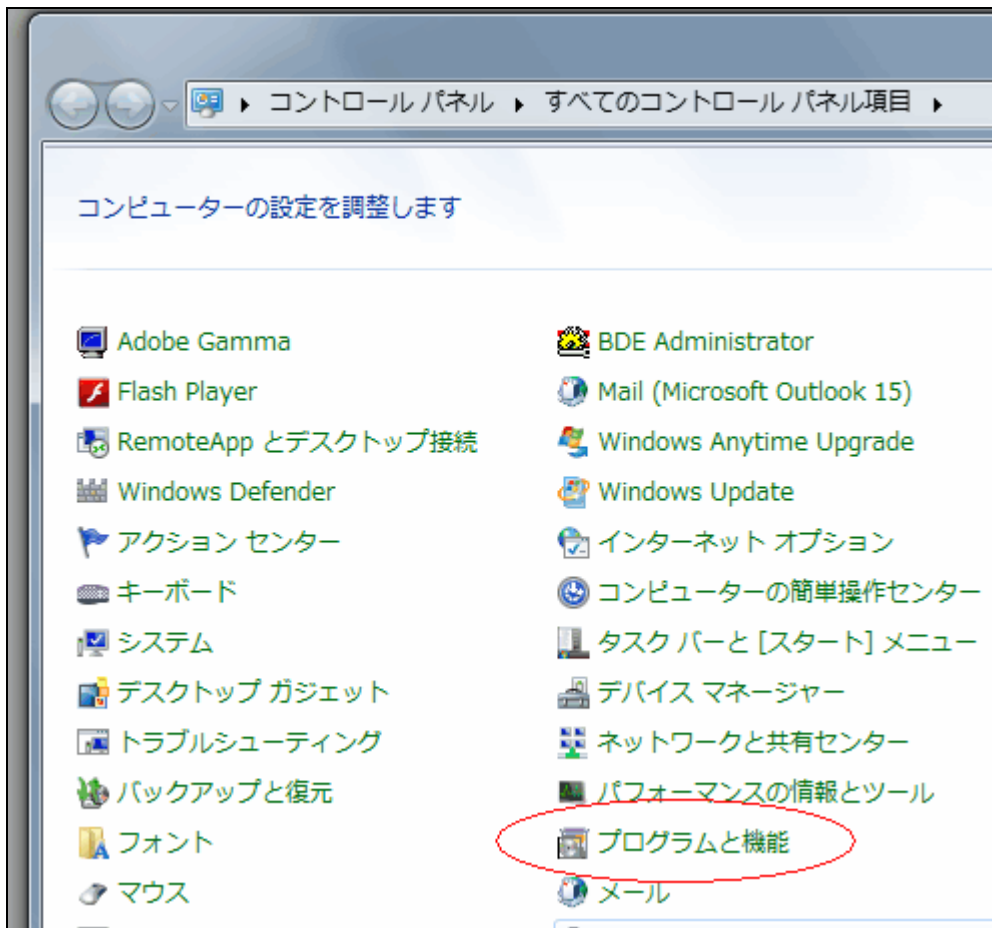 コントロール パネル ▸ すべてのコントロール パネル項目 ▸
コンピューターの設定を調整します
Adobe Gamma
BDE Administrator
Flash Player
Mail (Microsoft Outlook 15)
RemoteApp とデスクトップ接続
Windows Anytime Upgrade
Windows Defender
Windows Update
アクション センター
インターネット オプション
キーボード
コンピューターの簡単操作センター
システム
タスク バーと [スタート] メニュー
デスクトップ ガジェット
デバイス マネージャー
トラブルシューティング
ネットワークと共有センター
バックアップと復元
パフォーマンスの情報とツール
フォント
プログラムと機能
マウス
メール